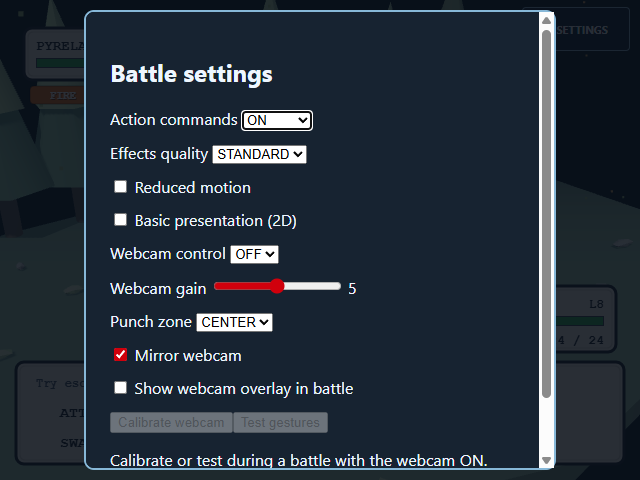 SETTINGS
PYRELA
FIRE
Battle settings
Action commands ON
Effects quality STANDARD
Reduced motion
Basic presentation (2D)
Webcam control OFF
Webcam gain 5
L8
Punch zone CENTER
4 / 24
Mirror webcam
Try esc
Show webcam overlay in battle
ATT
Calibrate webcam Test gestures
SWA
Calibrate or test during a battle with the webcam ON.